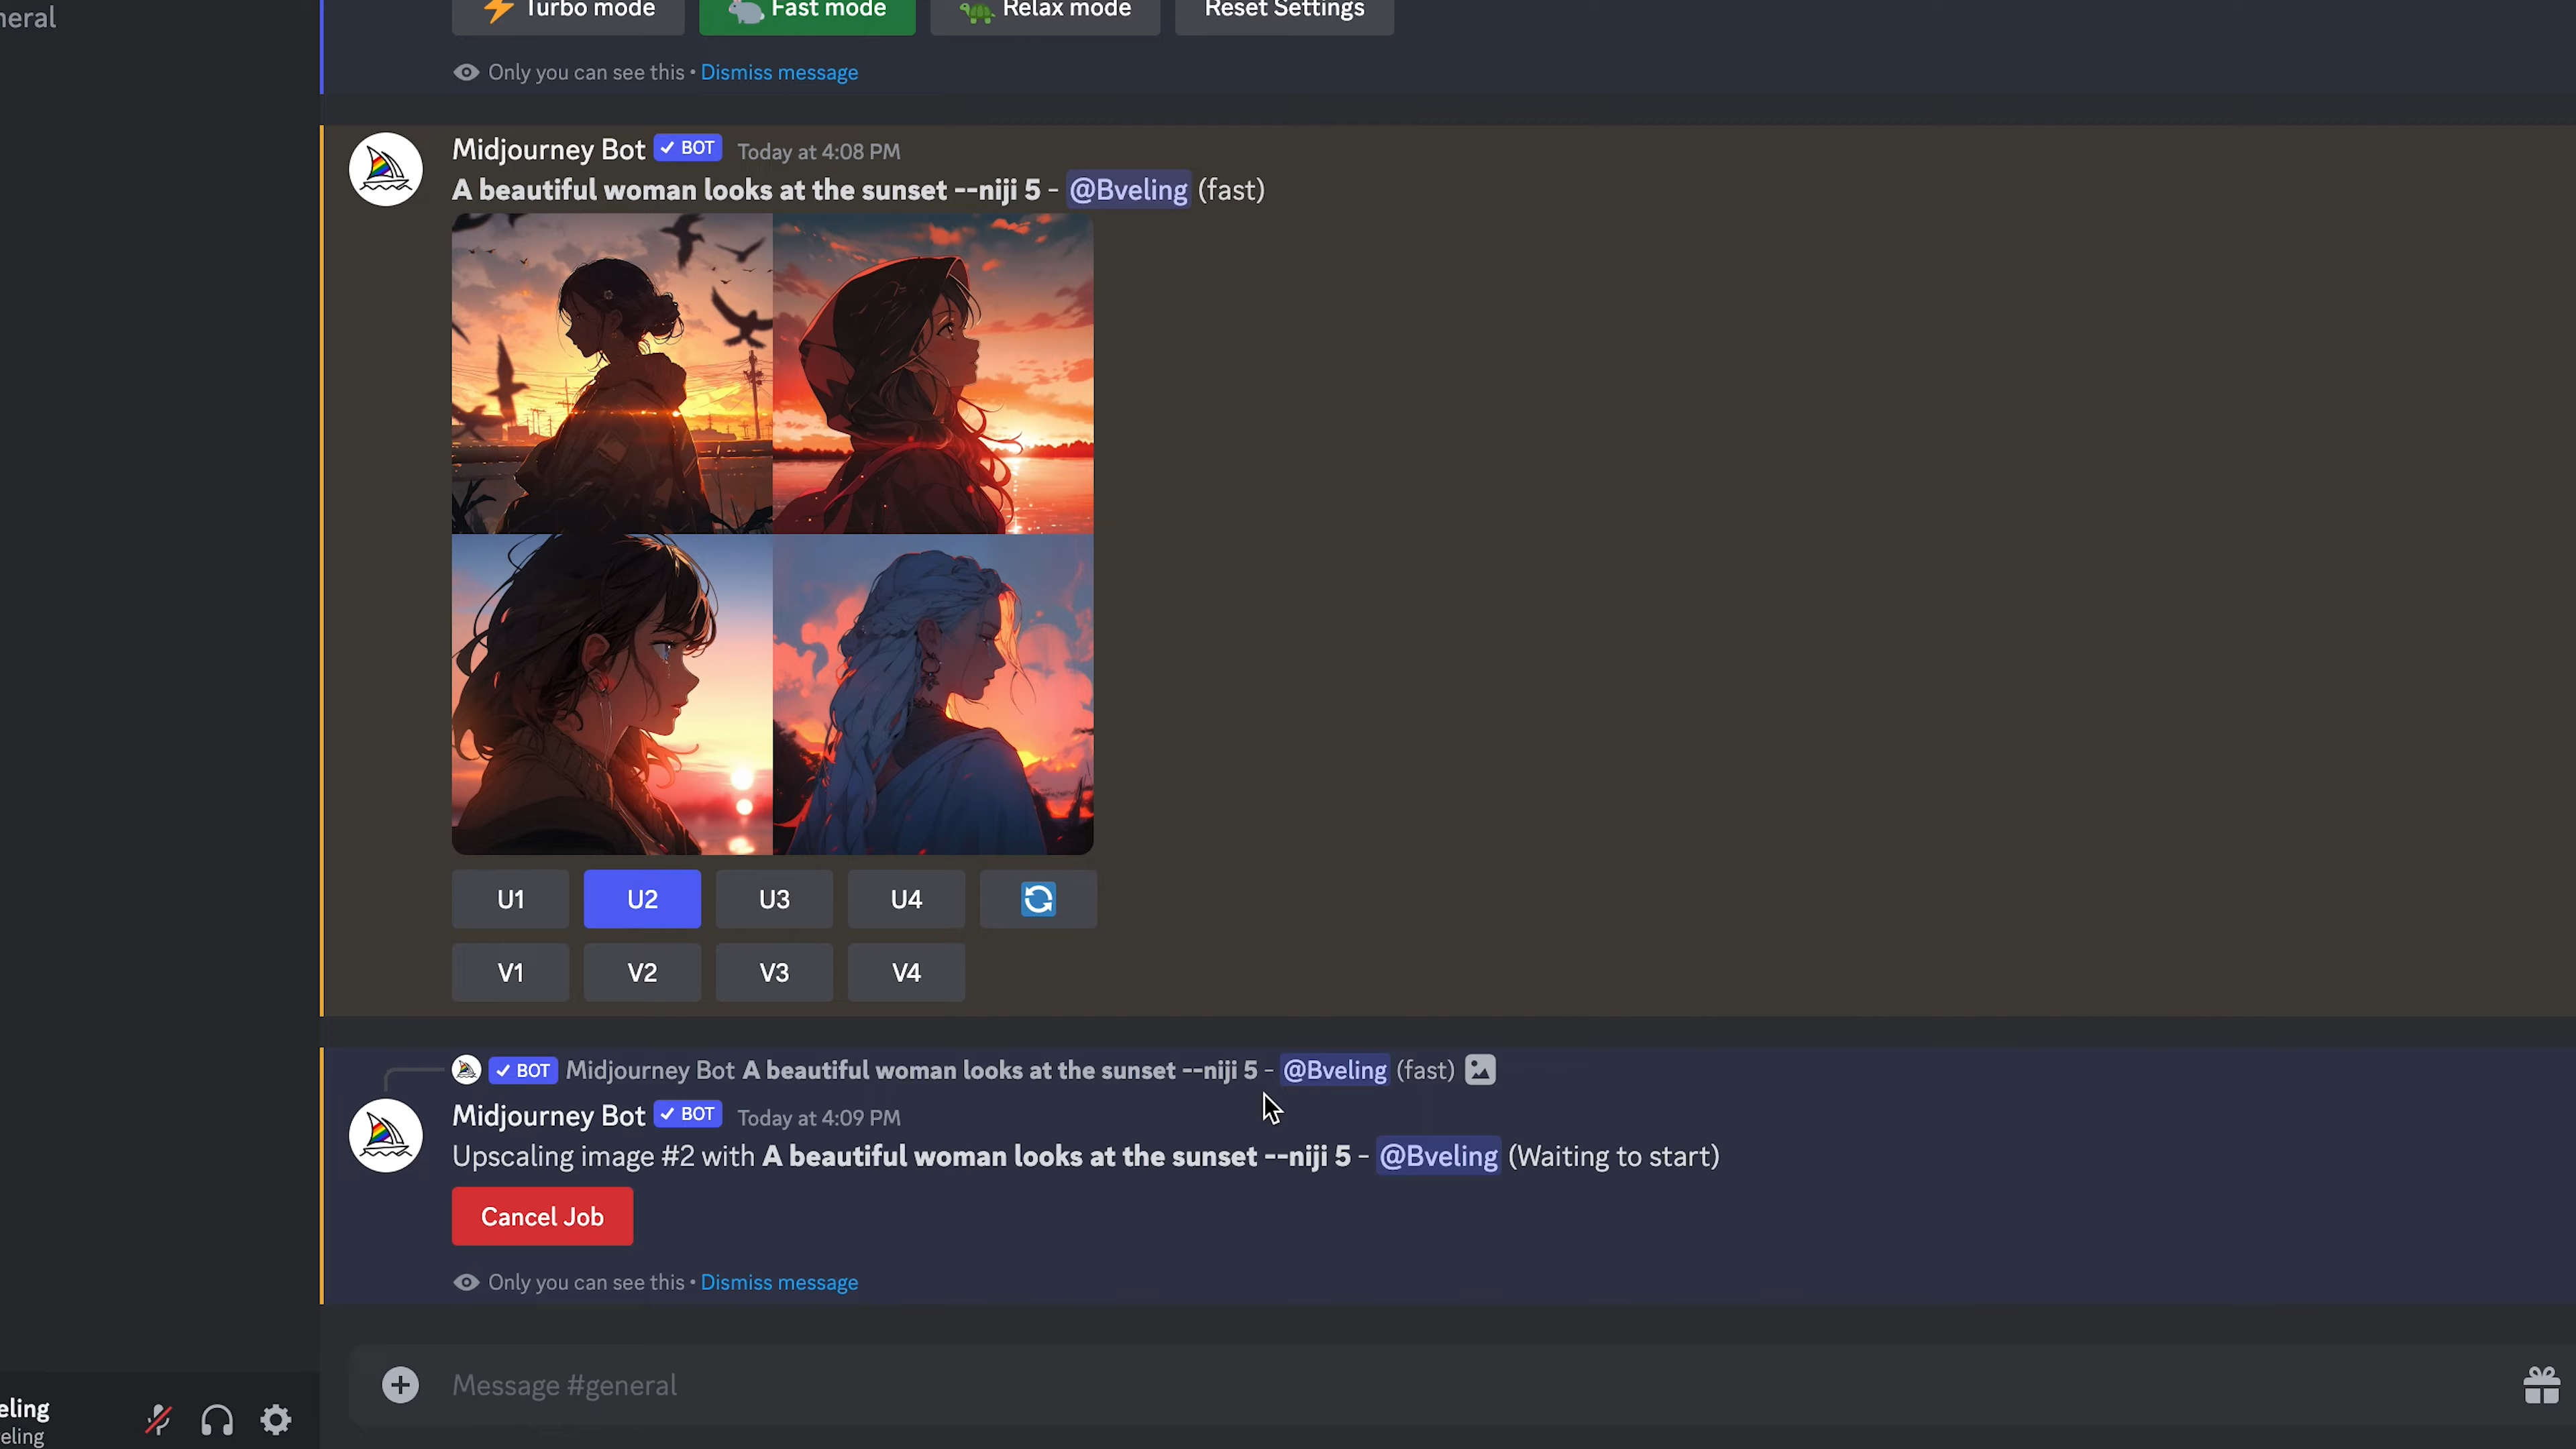 neral
Turbo mode
Fast mode
Relax mode
Reset Settings
Only you can see this • Dismiss message
Midjourney Bot ✓ BOT Today at 4:08 PM
A beautiful woman looks at the sunset --niji 5 - @Bveling (fast)
U1 U2 U3 U4
V1 V2 V3 V4
✓ BOT Midjourney Bot A beautiful woman looks at the sunset --niji 5 - @Bveling (fast)
Midjourney Bot ✓ BOT Today at 4:09 PM
Upscaling image #2 with A beautiful woman looks at the sunset --niji 5 - @Bveling (Waiting to start)
Cancel Job
Only you can see this • Dismiss message
Message #general
eling
eling